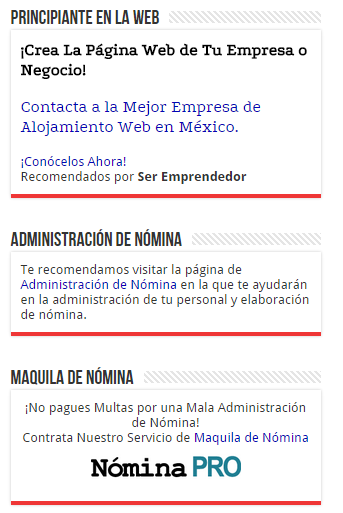 PRINCIPIANTE EN LA WEB
¡Crea La Página Web de Tu Empresa o
Negocio!
Contacta a la Mejor Empresa de
Alojamiento Web en México.
¡Conócelos Ahora!
Recomendados por Ser Emprendedor
ADMINISTRACIÓN DE NÓMINA
Te recomendamos visitar la página de
Administración de Nómina en la que te ayudarán
en la administración de tu personal y elaboración
de nómina.
MAQUILA DE NÓMINA
¡No pagues Multas por una Mala Administración
de Nómina!
Contrata Nuestro Servicio de Maquila de Nómina
Nómina PRO